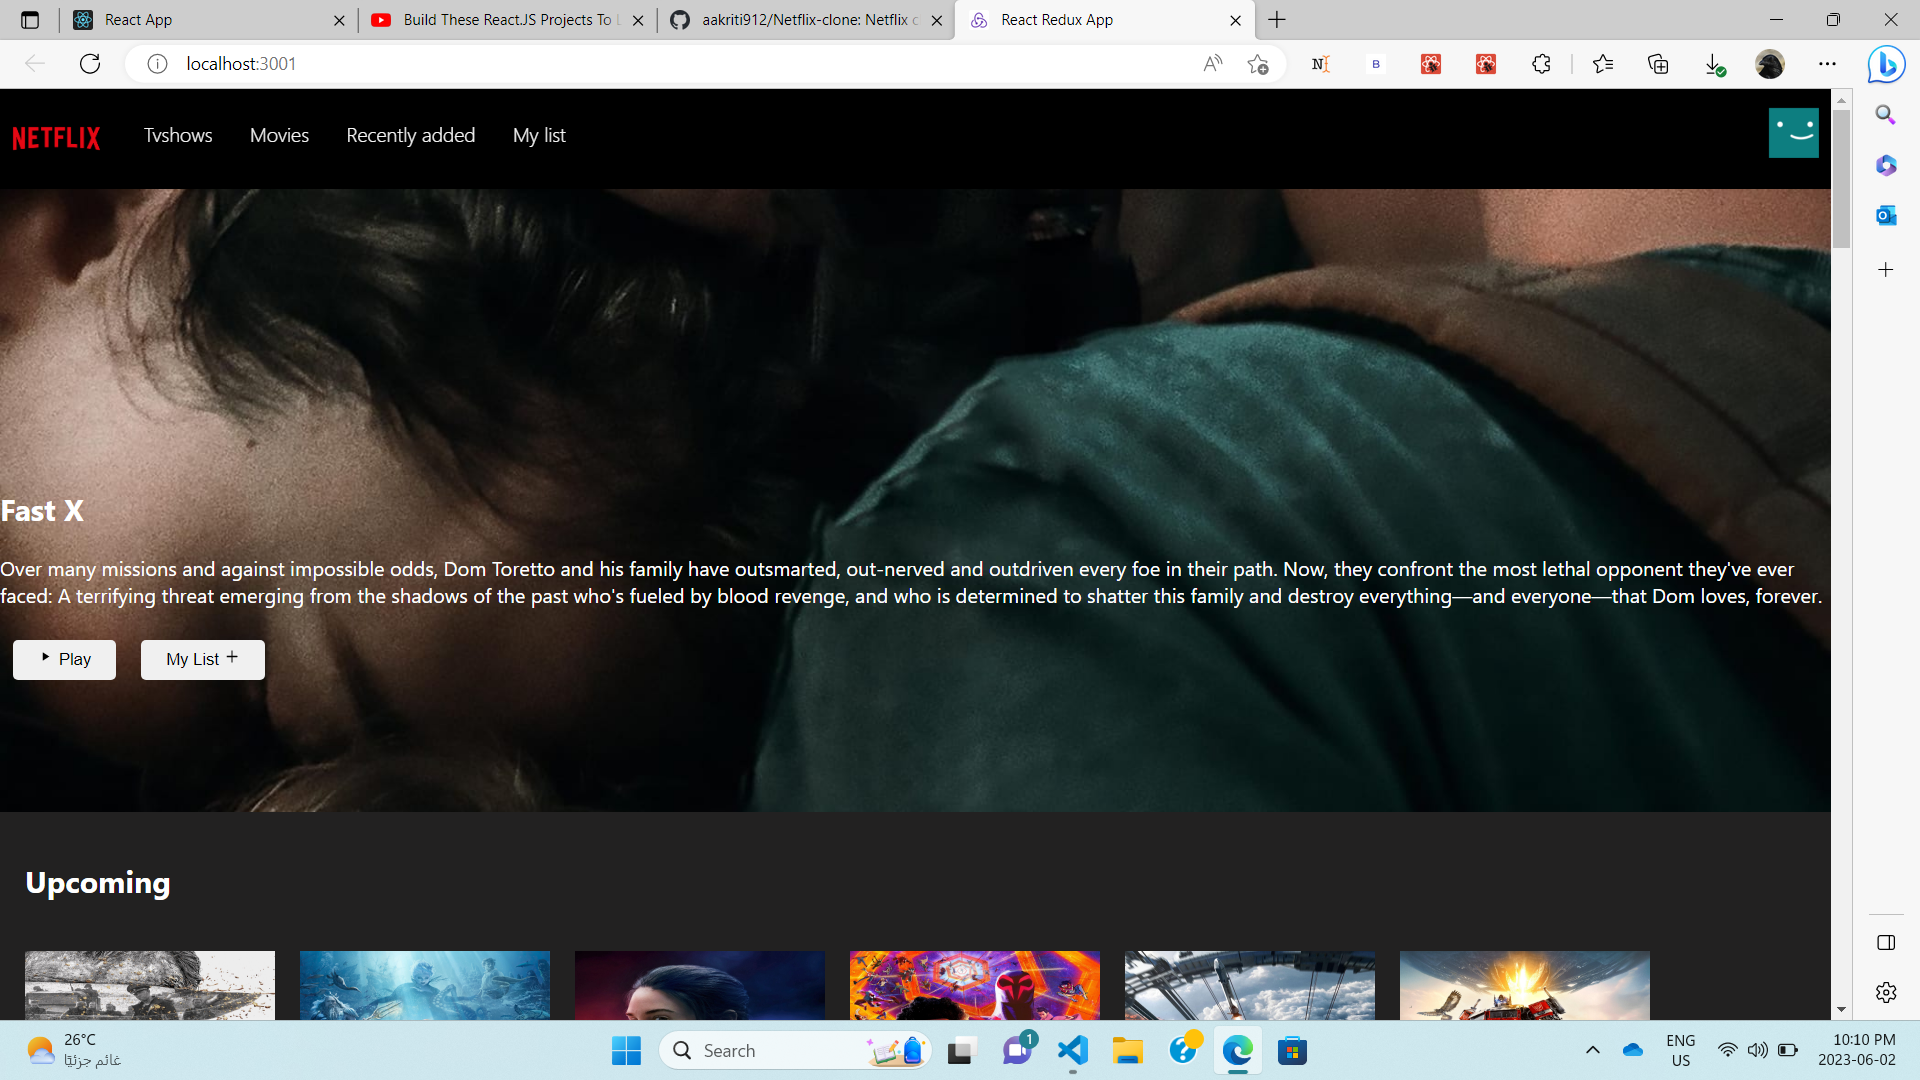 React App
Build These React.JS Projects To L
aakriti912/Netflix-clone: Netflix c
React Redux App
localhost:3001
NETFLIX
Tvshows
Movies
Recently added
My list
Fast X
Over many missions and against impossible odds, Dom Toretto and his family have outsmarted, out-nerved and outdriven every foe in their path. Now, they confront the most lethal opponent they've ever
faced: A terrifying threat emerging from the shadows of the past who's fueled by blood revenge, and who is determined to shatter this family and destroy everything—and everyone—that Dom loves, forever.
Play
My List +
Upcoming
26°C
غائم جزئيًا
Search
1
ENG
US
10:10 PM
2023-06-02